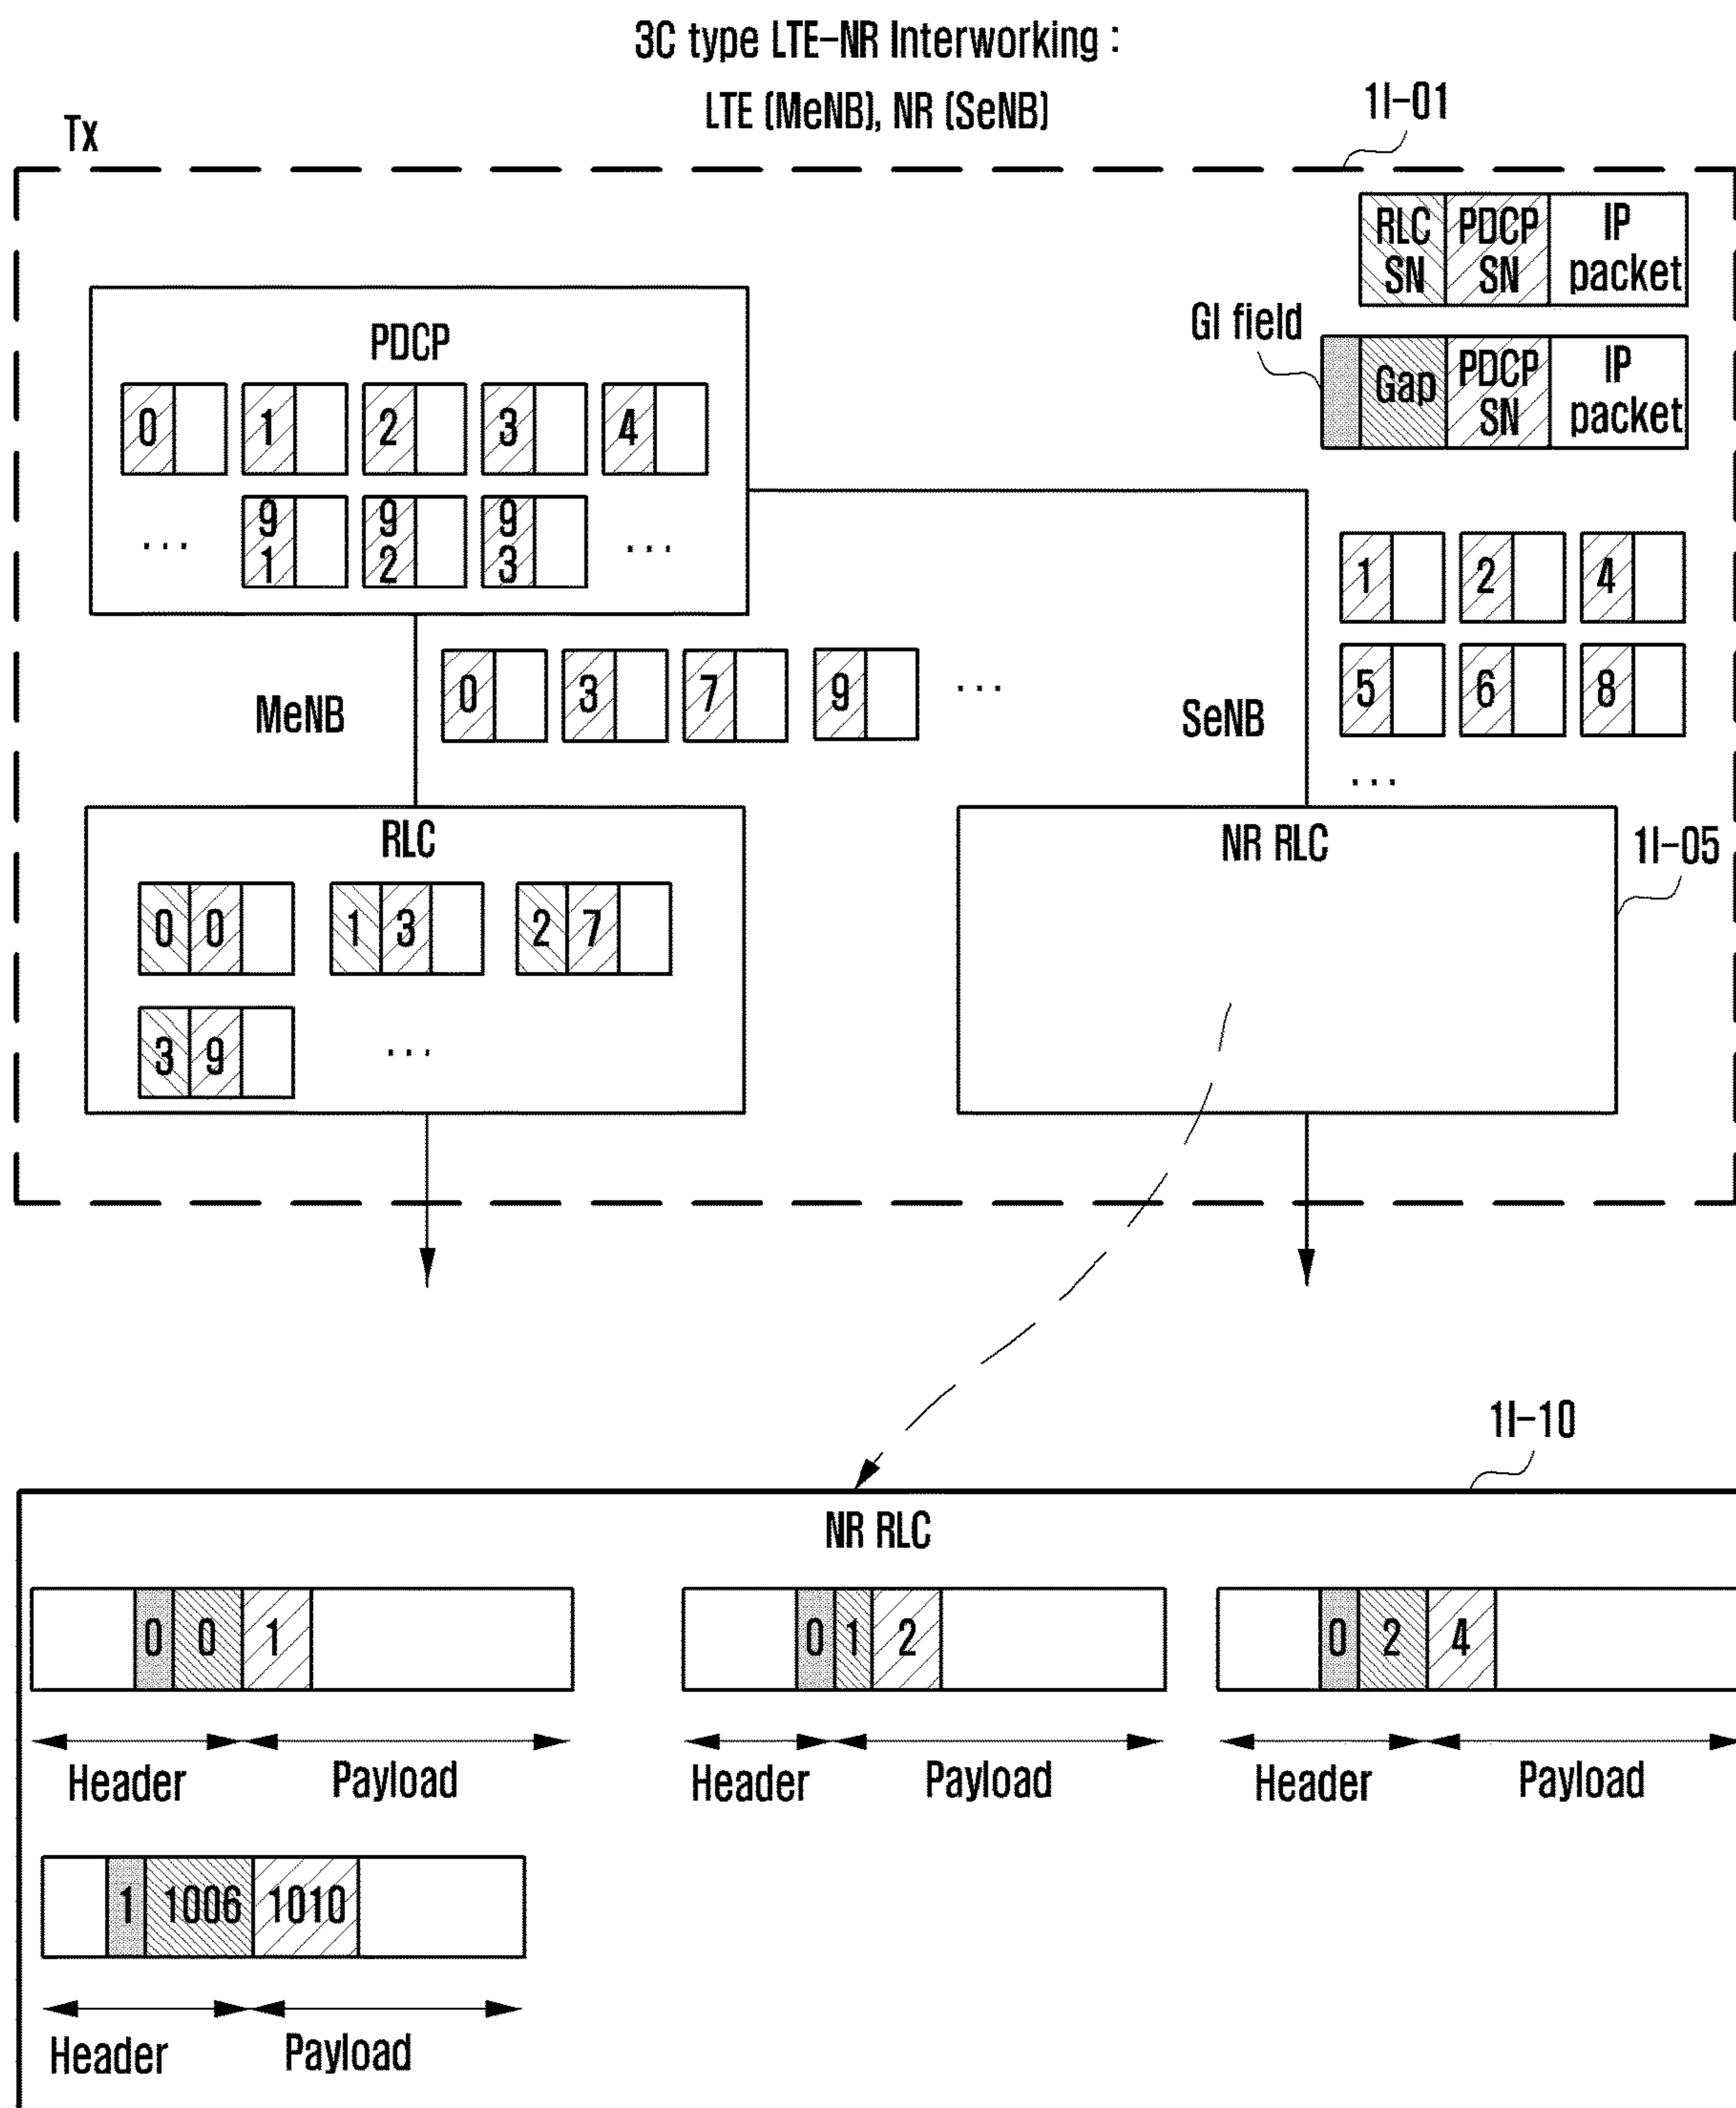 3C type LTE-NR Interworking :
LTE (MeNB), NR (SeNB)
1I-01
Tx
RLC SN PDCP SN IP packet
GI field
Gap PDCP SN IP packet
PDCP
0 1 2 3 4
... 91 92 93 ...
1 2 4
5 6 8
...
MeNB
0 3 7 9 ...
SeNB
RLC
0 0 1 3 2 7
3 9 ...
NR RLC
1I-05
1I-10
NR RLC
0 0 1 0 1 2 0 2 4
Header Payload Header Payload Header Payload
1 1006 1010
Header Payload